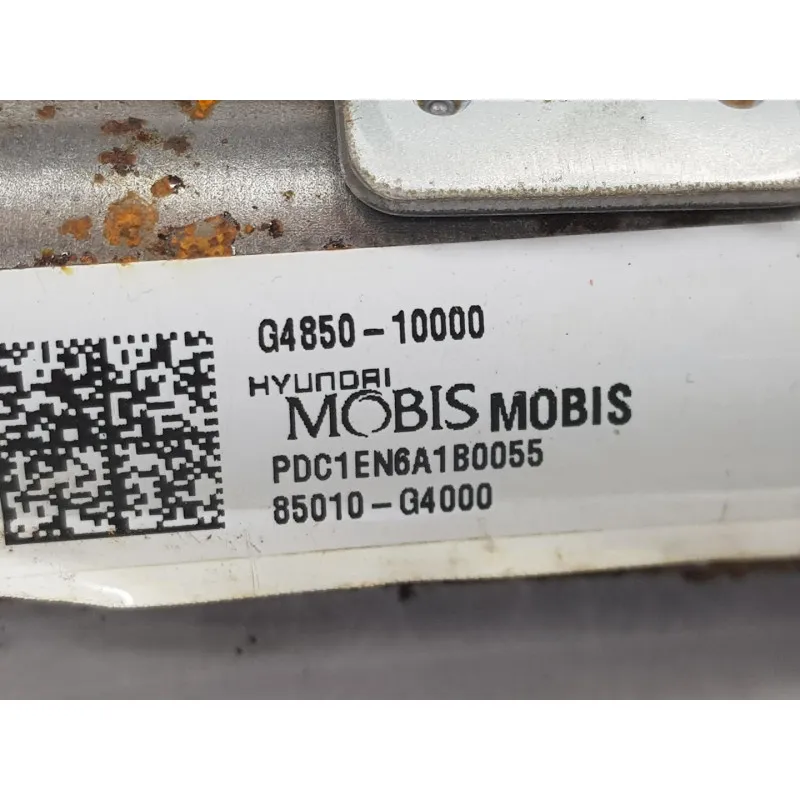 G4850-10000
HYUNDAI
MOBIS MOBIS
PDC1EN6A1B0055
85010-G4000